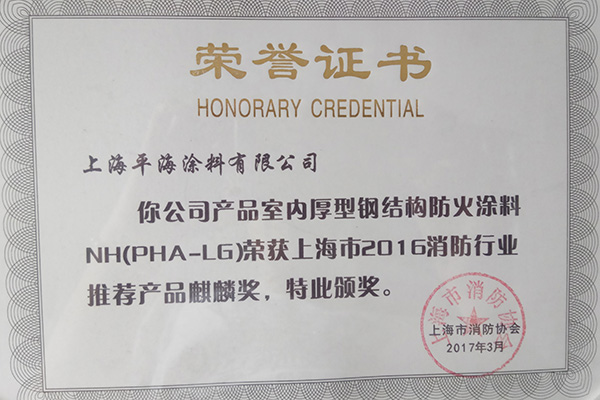 荣誉证书
HONORARY CREDENTIAL
上海平海涂料有限公司
你公司产品室内厚型钢结构防火涂料
NH(PHA-LG)荣获上海市2016消防行业
推荐产品麒麟奖，特此颁奖。
上海市消防协会
上海市消防协会
2017年3月